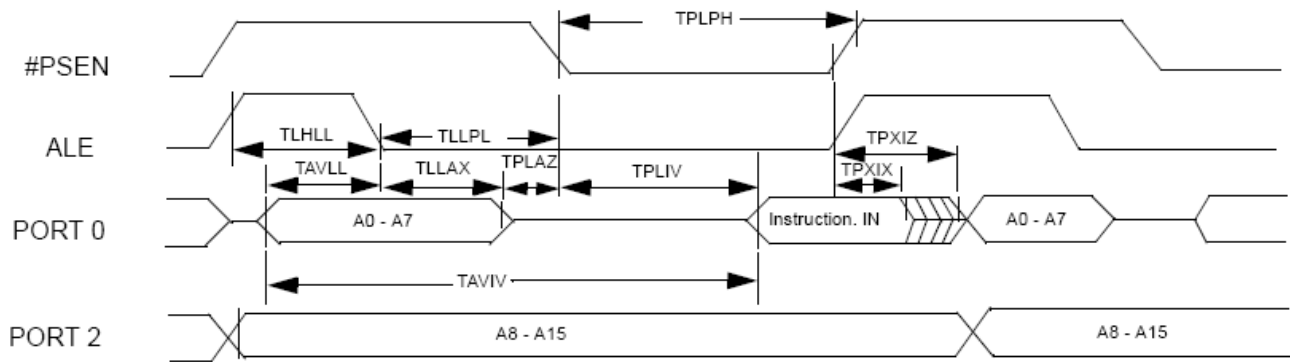 TPLPH
#PSEN
TLHLL
TLLPL
ALE
TPXIZ
TAVLL
TLLAX
TPLAZ
TPLIV
TPXIX
PORT 0
A0 - A7
Instruction. IN
A0 - A7
TAVIV
PORT 2
A8 - A15
A8 - A15